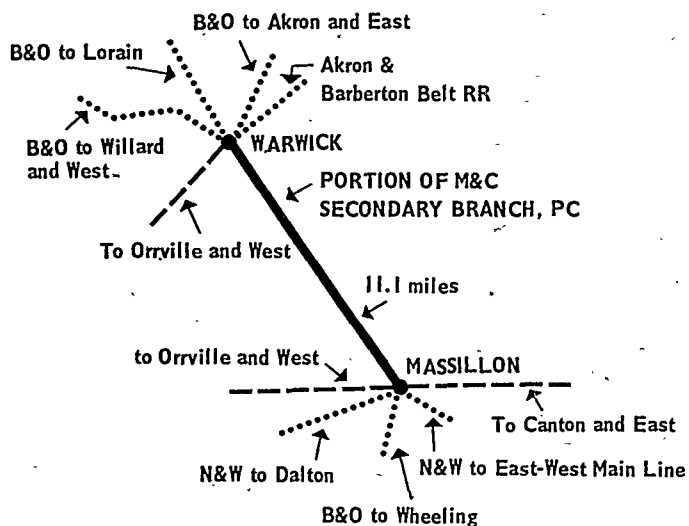 B&O to Akron and East
B&O to Lorain
Akron &
Barberton Belt RR
B&O to Willard
and West
WARWICK
PORTION OF M&C
SECONDARY BRANCH, PC
To Orrville and West
11.1 miles
to Orrville and West
MASSILLON
To Canton and East
N&W to Dalton
N&W to East-West Main Line
B&O to Wheeling